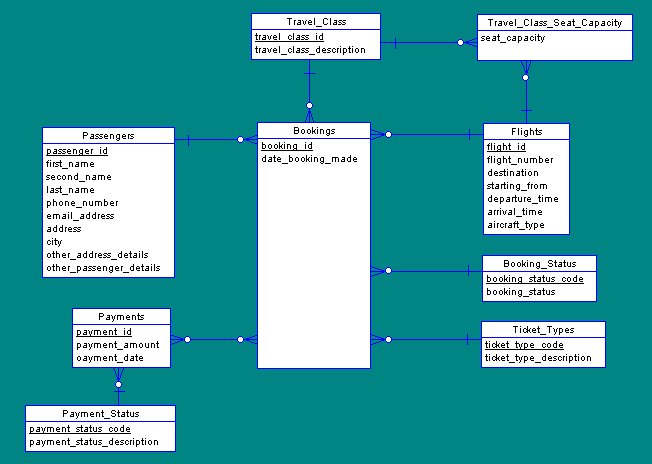 Travel_Class
travel_class_id
travel_class_description
Travel_Class_Seat_Capacity
seat_capacity
Passengers
passenger_id
first_name
second_name
last_name
phone_number
email_address
address
city
other_address_details
other_passenger_details
Bookings
booking_id
date_booking_made
Flights
flight_id
flight_number
destination
starting_from
departure_time
arrival_time
aircraft_type
Booking_Status
booking_status_code
booking_status
Payments
payment_id
payment_amount
oayment_date
Ticket_Types
ticket_type_code
ticket_type_description
Payment_Status
payment_status_code
payment_status_description